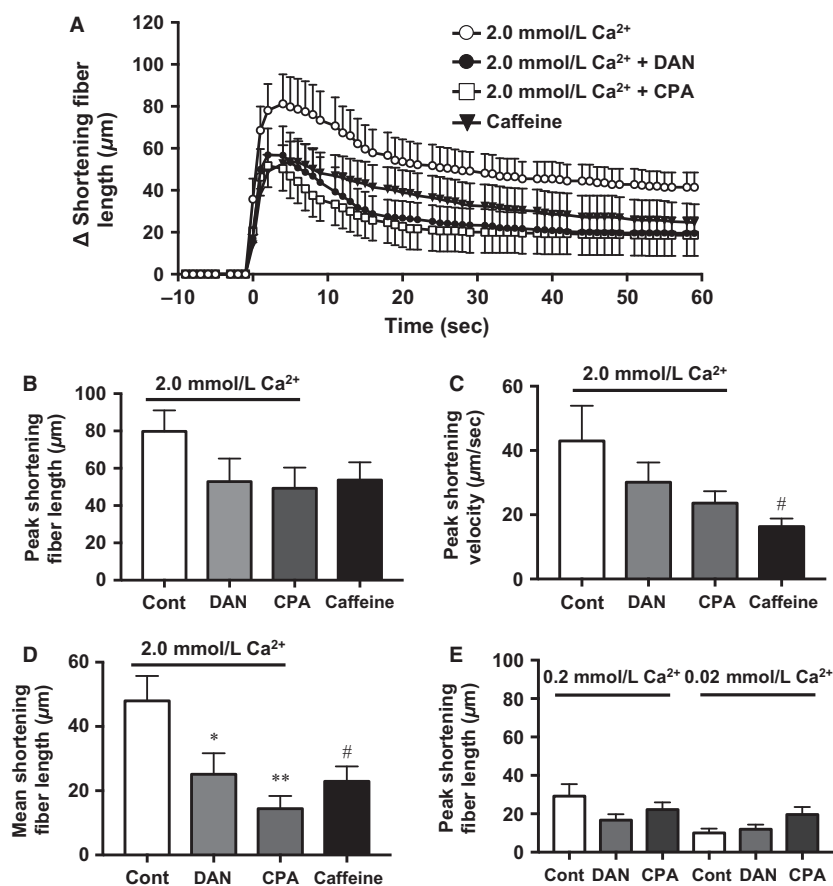 A
120
100
80
60
40
20
0
Δ Shortening fiber
length (µm)
–10
0
10
20
30
40
50
60
Time (sec)
2.0 mmol/L Ca²⁺
2.0 mmol/L Ca²⁺ + DAN
2.0 mmol/L Ca²⁺ + CPA
Caffeine
B
2.0 mmol/L Ca²⁺
100
80
60
40
20
0
Peak shortening
fiber length (µm)
Cont
DAN
CPA
Caffeine
C
2.0 mmol/L Ca²⁺
60
40
20
0
Peak shortening
velocity (µm/sec)
#
Cont
DAN
CPA
Caffeine
D
2.0 mmol/L Ca²⁺
60
40
20
0
Mean shortening
fiber length (µm)
*
**
#
Cont
DAN
CPA
Caffeine
E
100
80
60
40
20
0
Peak shortening
fiber length (µm)
0.2 mmol/L Ca²⁺
0.02 mmol/L Ca²⁺
Cont
DAN
CPA
Cont
DAN
CPA